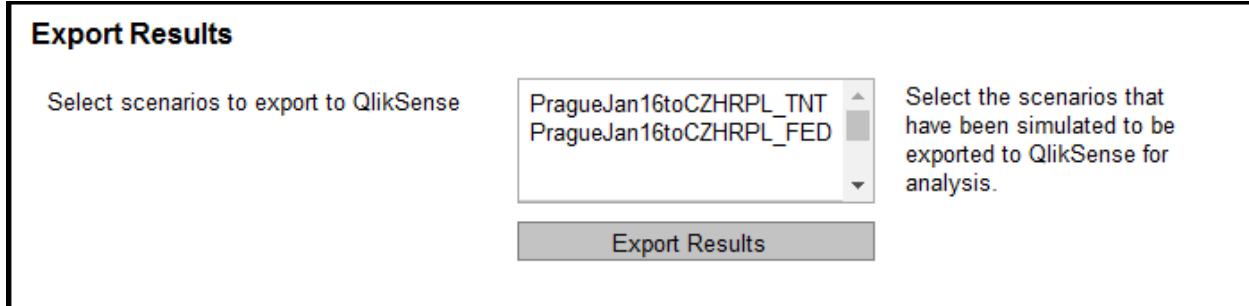 Export Results
Select scenarios to export to QlikSense
PragueJan16toCZHRPL_TNT
PragueJan16toCZHRPL_FED
Select the scenarios that
have been simulated to be
exported to QlikSense for
analysis.
Export Results